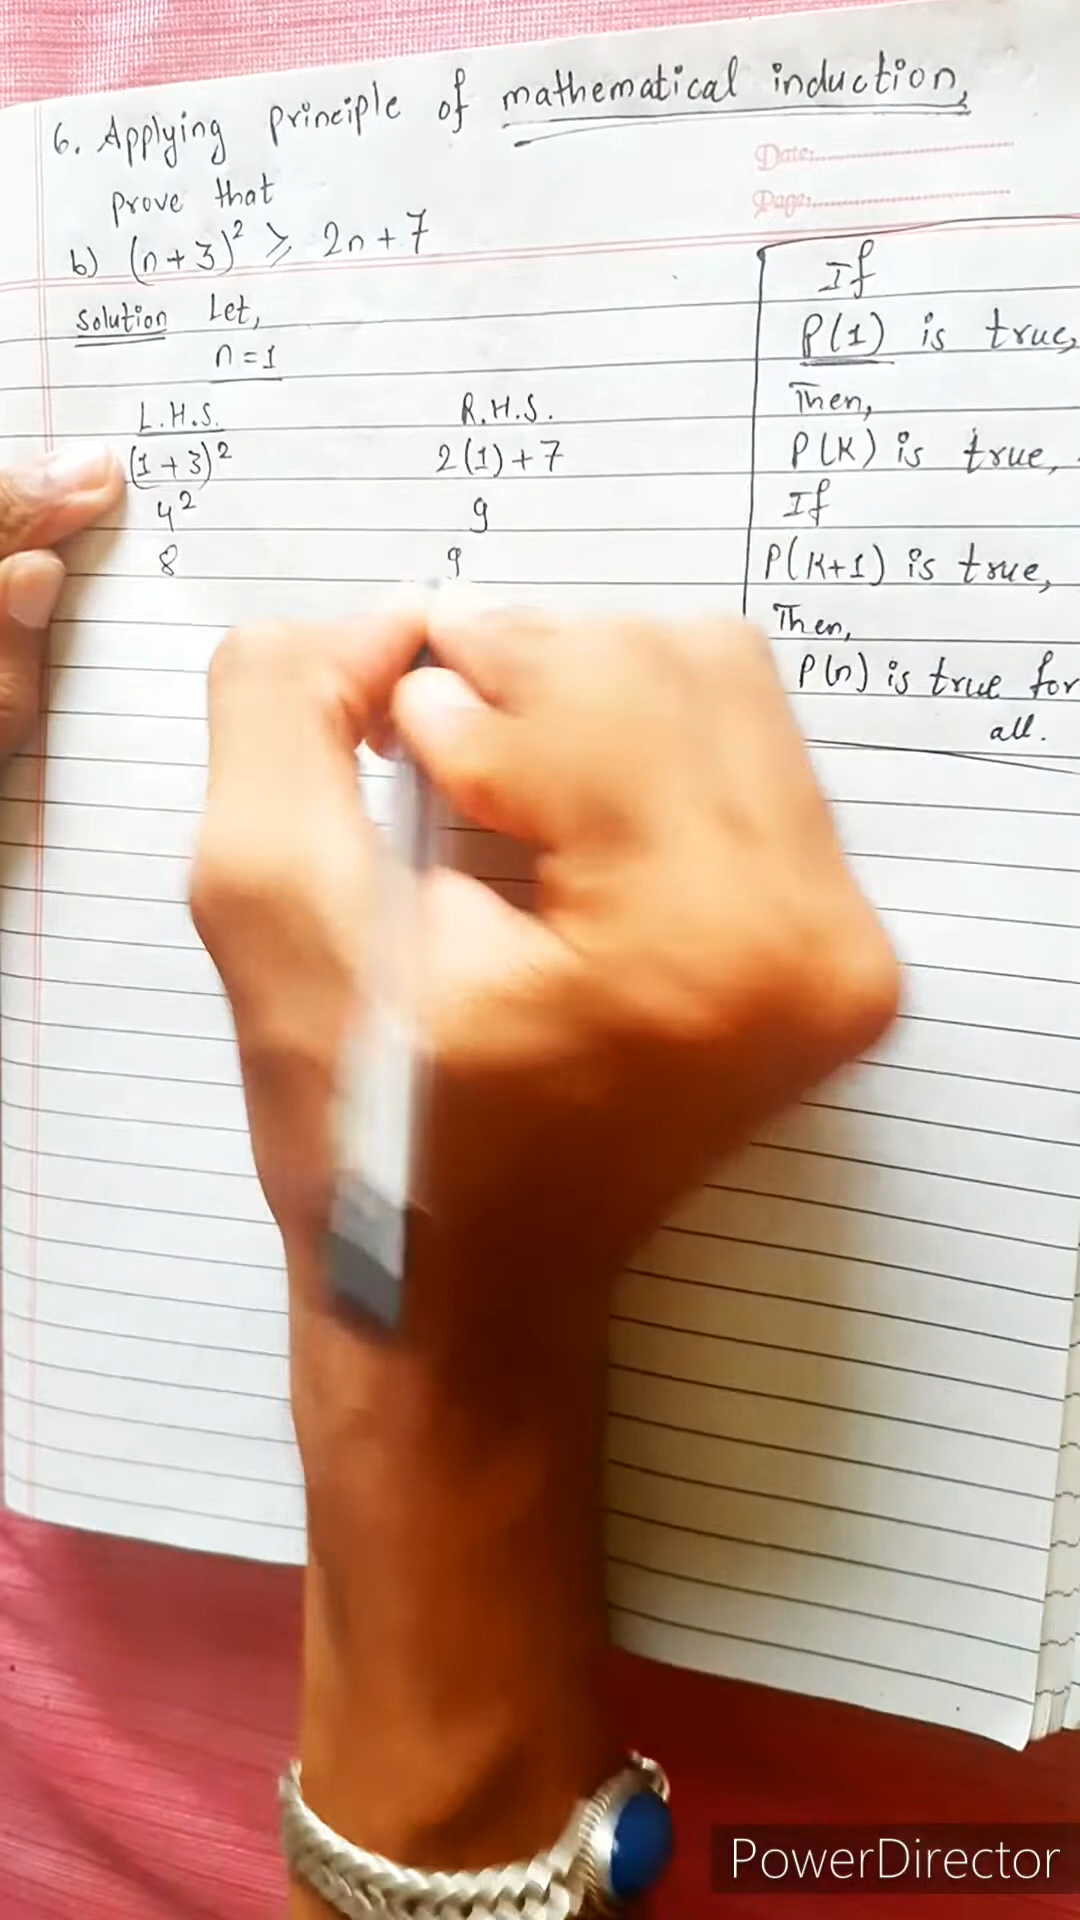 6. Applying principle of mathematical induction,
prove that
Date:
Page:
b) (n+3)² ≥ 2n+7
Solution Let,
n=1
L.H.S. R.H.S.
(1+3)² 2(1)+7
4² 9
8 9
If
P(1) is true,
Then,
P(K) is true,
If
P(K+1) is true,
Then,
P(n) is true for
all.
PowerDirector